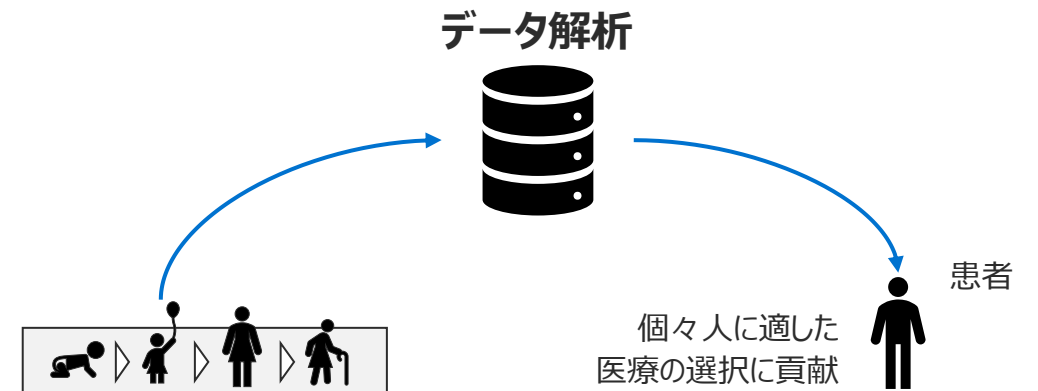 データ解析
患者
個々人に適した
医療の選択に貢献